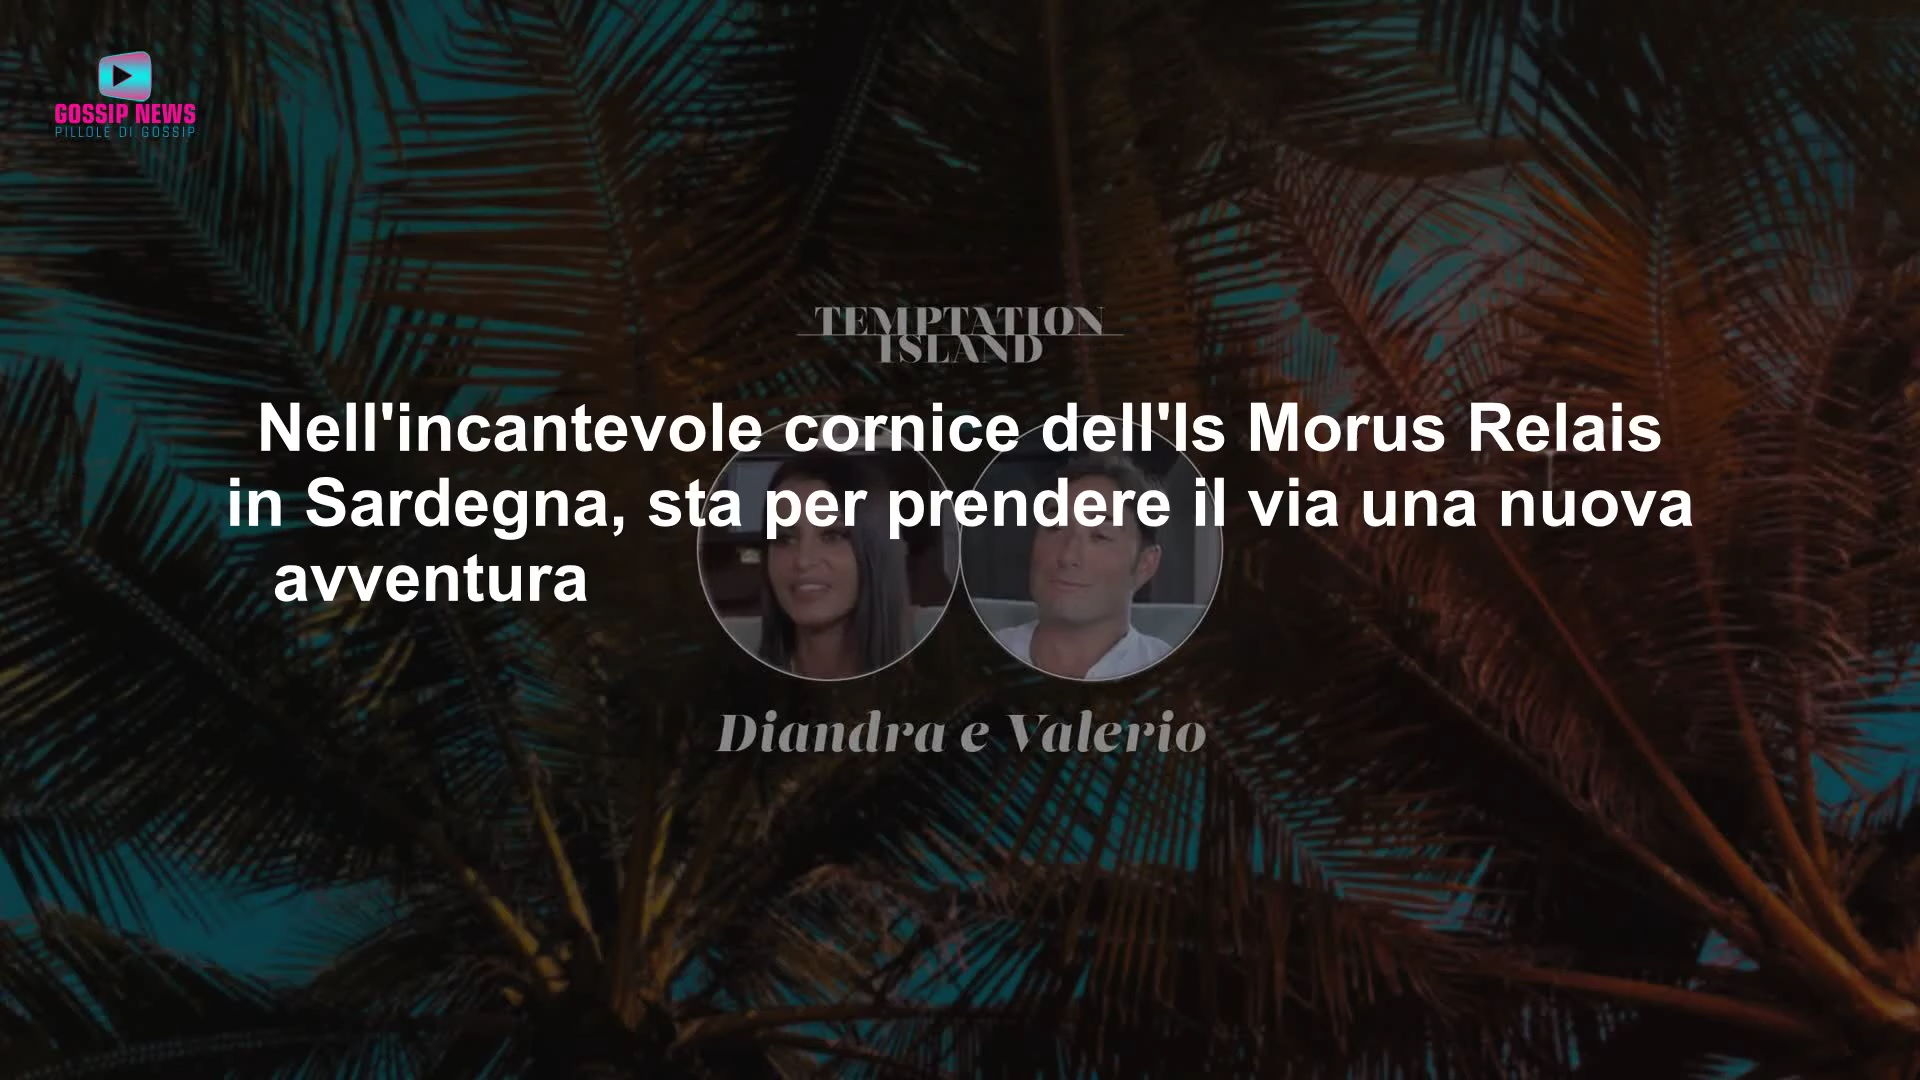 GOSSIP NEWS
PILLOLE DI GOSSIP
TEMPTATION
ISLAND
Nell'incantevole cornice dell'Is Morus Relais
in Sardegna, sta per prendere il via una nuova
avventura
Diandra e Valerio